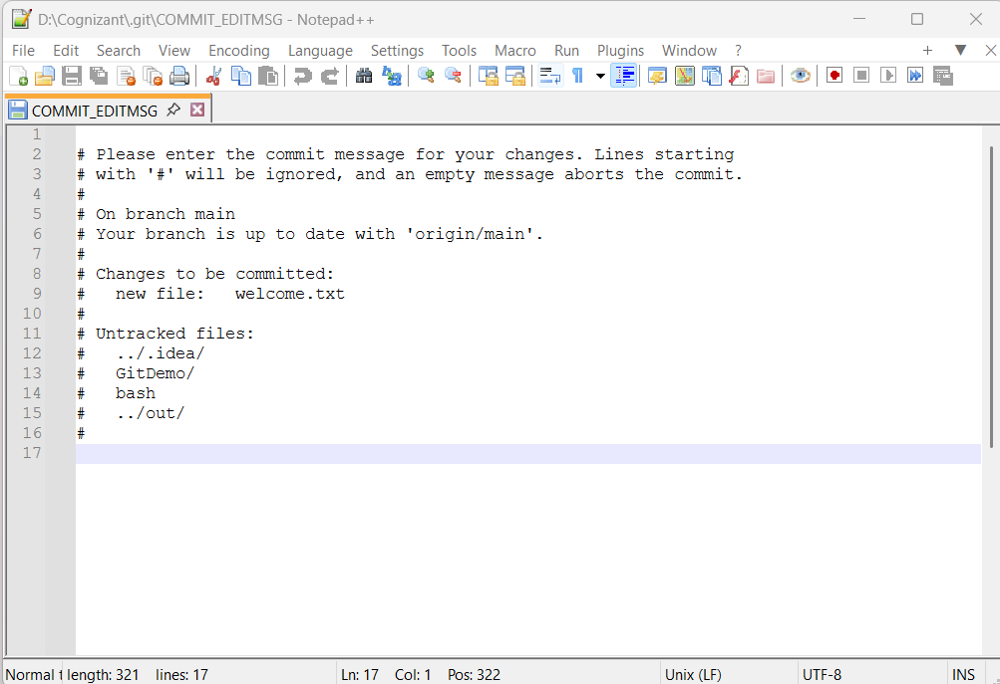 D:\Cognizant\.git\COMMIT_EDITMSG - Notepad++
File Edit Search View Encoding Language Settings Tools Macro Run Plugins Window ? + ▼ X
COMMIT_EDITMSG
1
2 # Please enter the commit message for your changes. Lines starting
3 # with '#' will be ignored, and an empty message aborts the commit.
4 #
5 # On branch main
6 # Your branch is up to date with 'origin/main'.
7 #
8 # Changes to be committed:
9 #   new file:   welcome.txt
10 #
11 # Untracked files:
12 #   ../.idea/
13 #   GitDemo/
14 #   bash
15 #   ../out/
16 #
17
Normal t length: 321 lines: 17 Ln: 17 Col: 1 Pos: 322 Unix (LF) UTF-8 INS